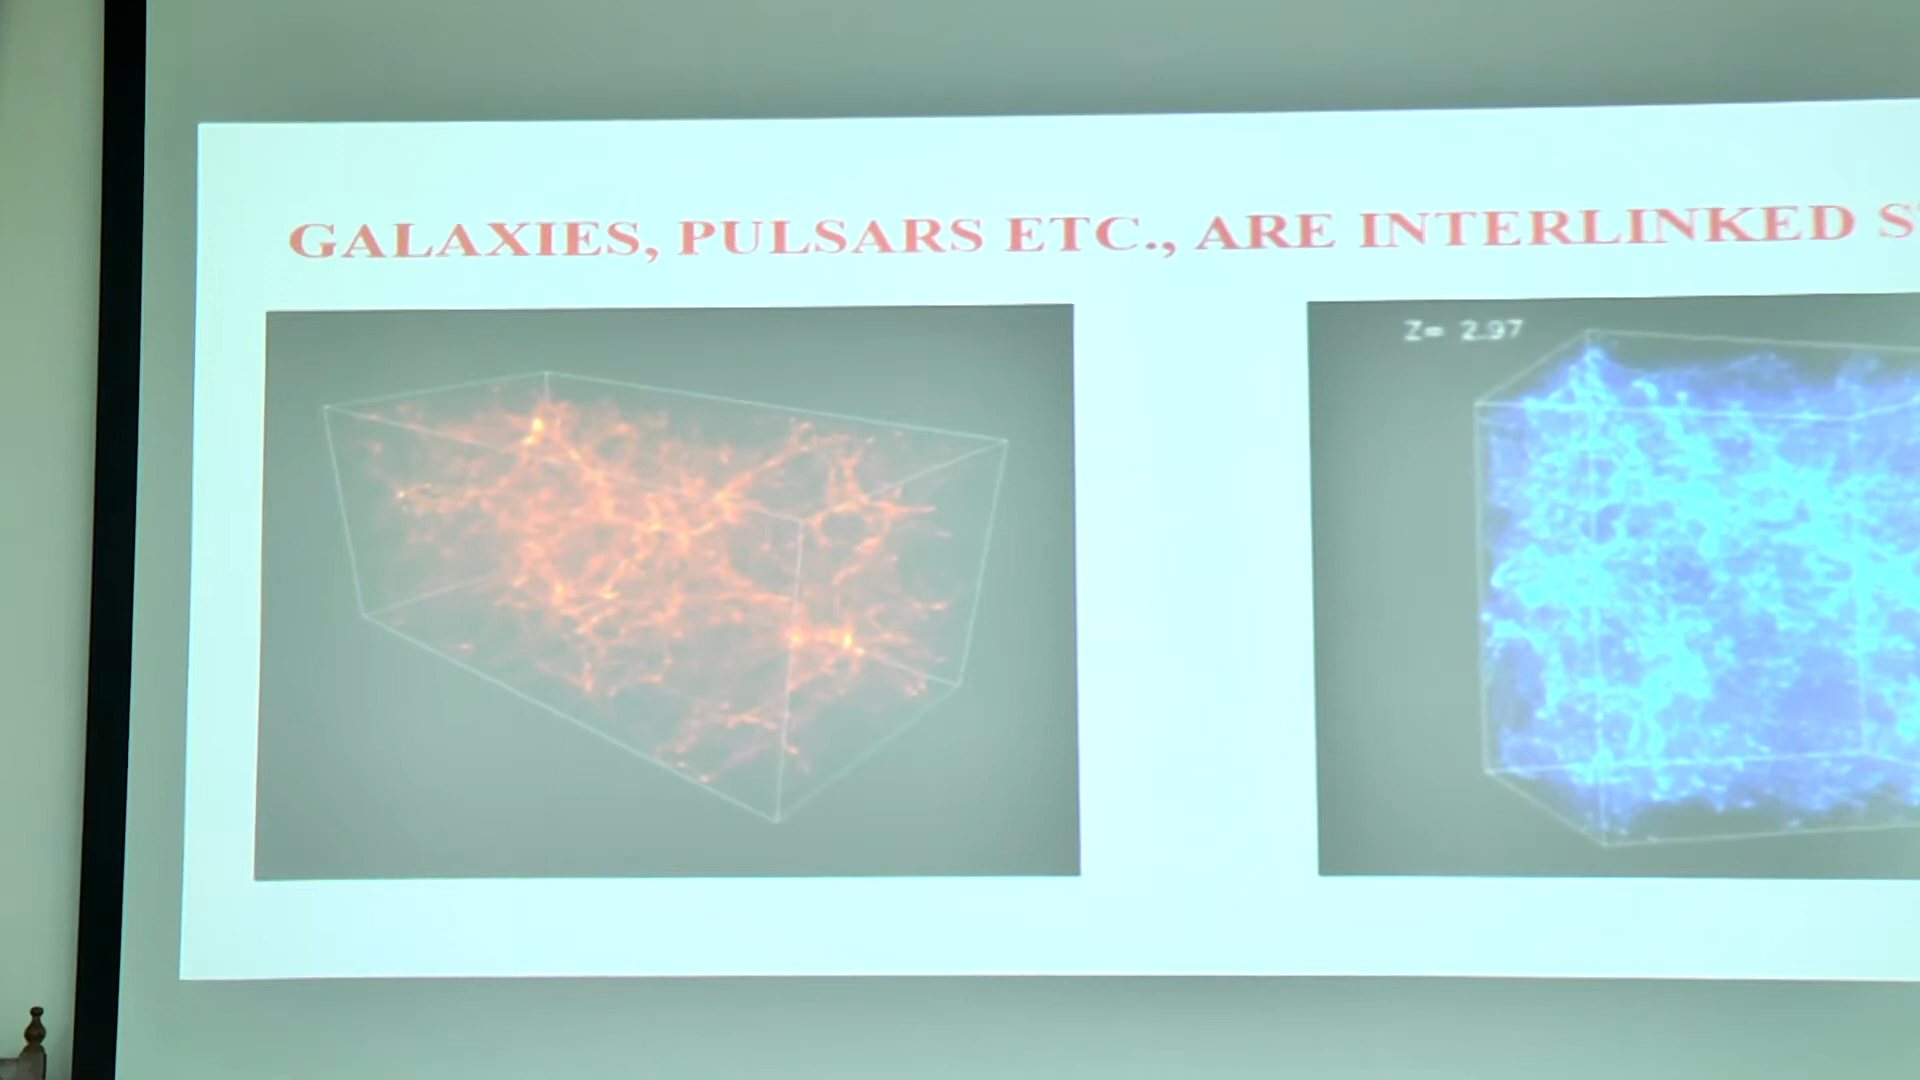 GALAXIES, PULSARS ETC., ARE INTERLINKED
Z= 2.97